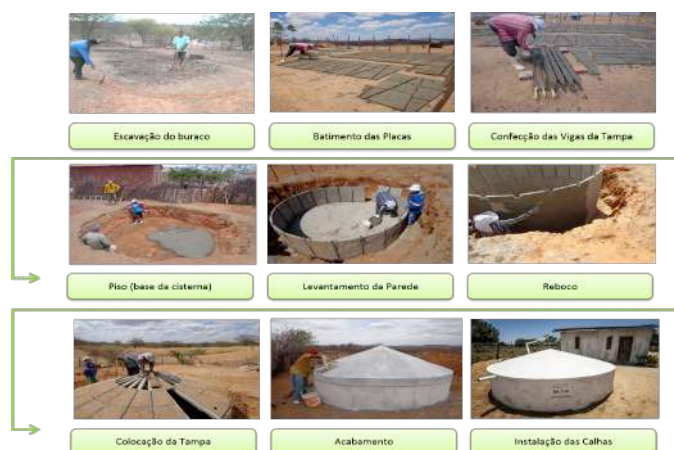 Escavação do buraco
Batimento das Placas
Confecção das Vigas da Tampa
Piso (base da cisterna)
Levantamento da Parede
Reboco
Colocação da Tampa
Acabamento
Instalação das Calhas